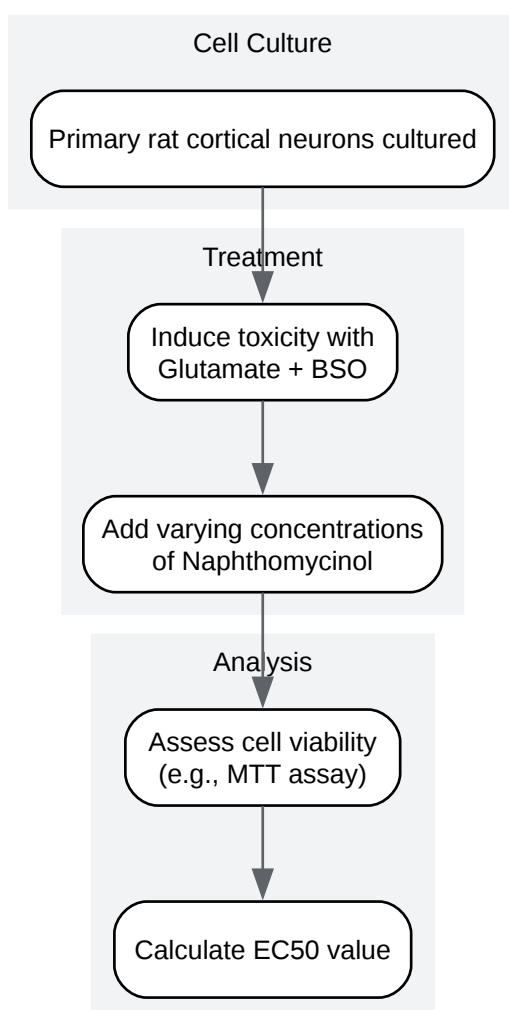 Cell Culture
Primary rat cortical neurons cultured
Treatment
Induce toxicity with
Glutamate + BSO
Add varying concentrations
of Naphthomycinol
Analysis
Assess cell viability
(e.g., MTT assay)
Calculate EC50 value